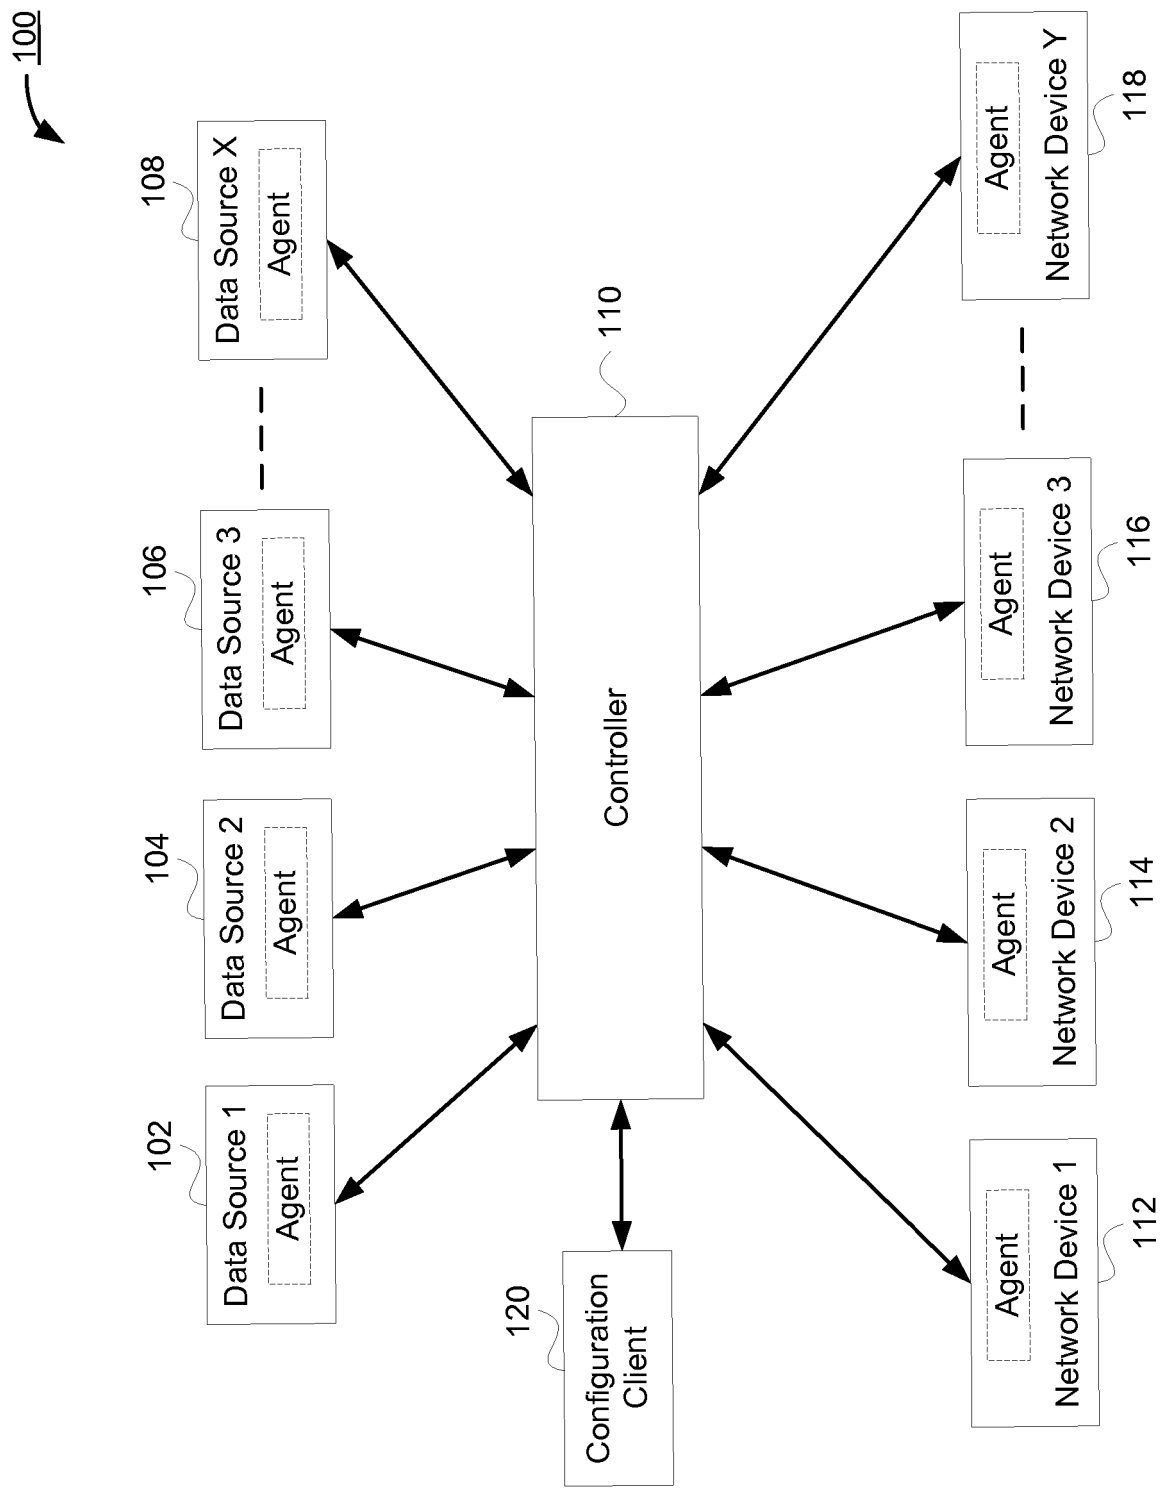 100
102
104
106
108
Data Source 1
Agent
Data Source 2
Agent
Data Source 3
Agent
Data Source X
Agent
120
Configuration
Client
Controller
110
Agent
Network Device 1
Agent
Network Device 2
Agent
Network Device 3
Agent
Network Device Y
112
114
116
118